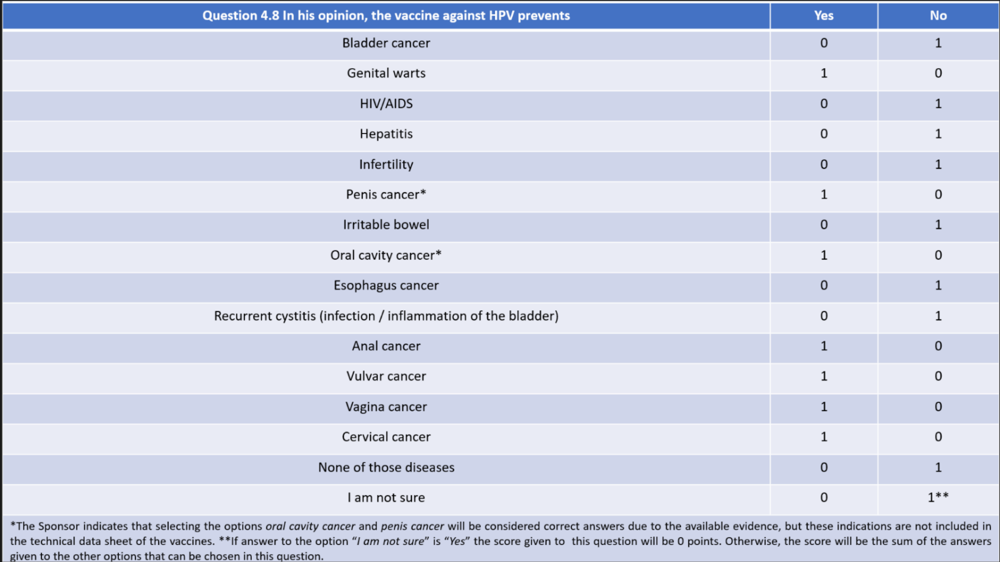 Question 4.8 In his opinion, the vaccine against HPV prevents Yes No
Bladder cancer 0 1
Genital warts 1 0
HIV/AIDS 0 1
Hepatitis 0 1
Infertility 0 1
Penis cancer* 1 0
Irritable bowel 0 1
Oral cavity cancer* 1 0
Esophagus cancer 0 1
Recurrent cystitis (infection / inflammation of the bladder) 0 1
Anal cancer 1 0
Vulvar cancer 1 0
Vagina cancer 1 0
Cervical cancer 1 0
None of those diseases 0 1
I am not sure 0 1**
*The Sponsor indicates that selecting the options oral cavity cancer and penis cancer will be considered correct answers due to the available evidence, but these indications are not included in
the technical data sheet of the vaccines. **If answer to the option “I am not sure” is “Yes” the score given to this question will be 0 points. Otherwise, the score will be the sum of the answers
given to the other options that can be chosen in this question.